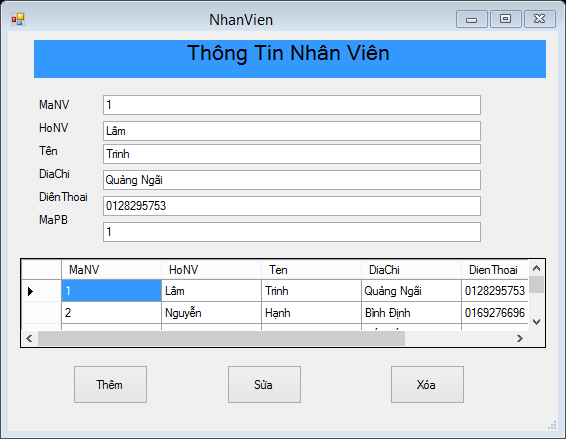 NhanVien
Thông Tin Nhân Viên
MaNV 1
HoNV Lâm
Tên Trinh
DiaChi Quảng Ngãi
DiênThoai 0128295753
MaPB 1
MaNV HoNV Ten DiaChi DienThoai
1 Lâm Trinh Quảng Ngãi 0128295753
2 Nguyễn Hạnh Bình Định 0169276696
Thêm Sửa Xóa